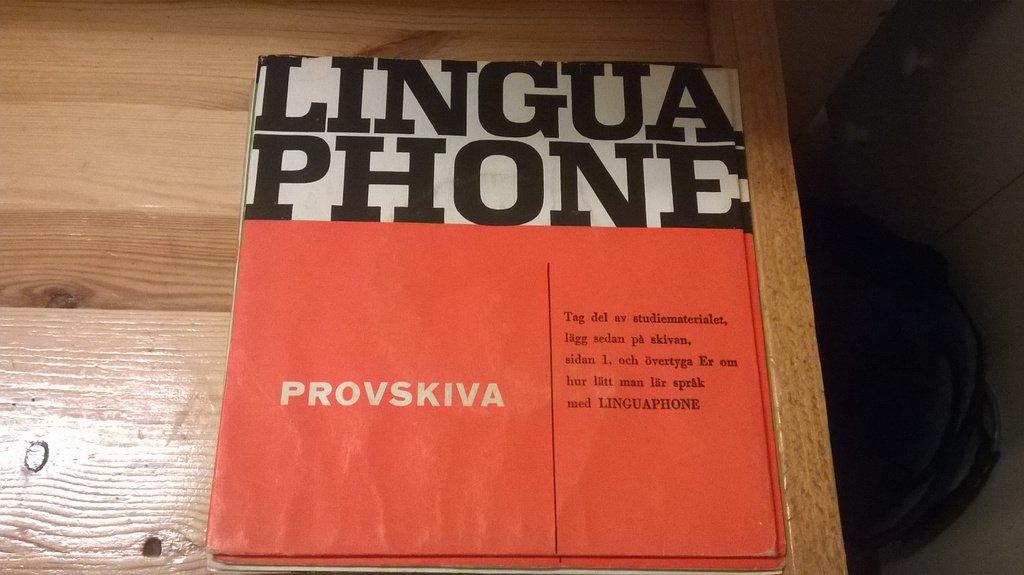 LINGUA
PHONE
PROVSKIVA
Tag del av studiematerialet,
lägg sedan på skivan,
sidan 1, och övertyga Er om
hur lätt man lär språk
med LINGUAPHONE